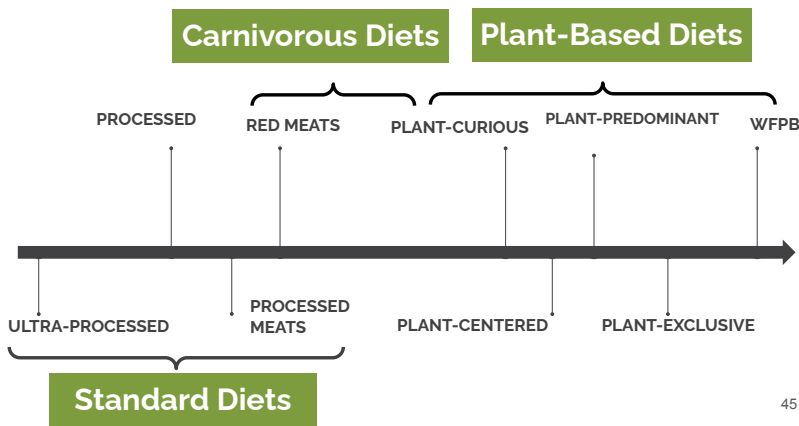 Carnivorous Diets
Plant-Based Diets
PROCESSED
RED MEATS
PLANT-CURIOUS
PLANT-PREDOMINANT
WFPB
ULTRA-PROCESSED
PROCESSED
MEATS
PLANT-CENTERED
PLANT-EXCLUSIVE
Standard Diets
45